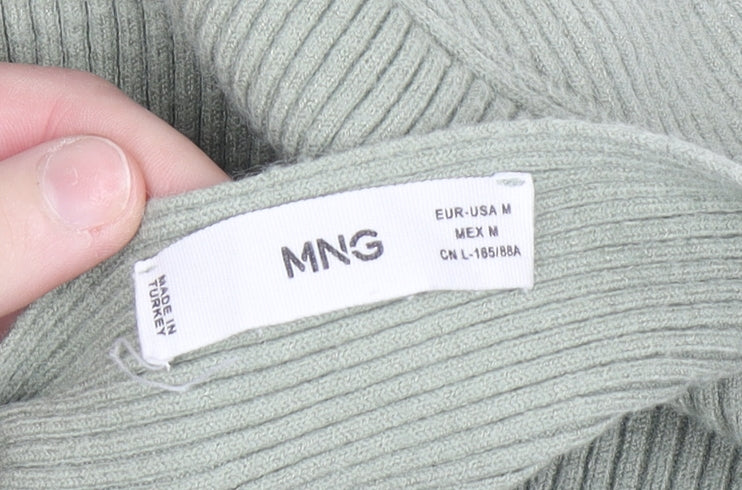 MNG
EUR-USA M
MEX M
CN L-165/88A
MADE IN
TURKEY